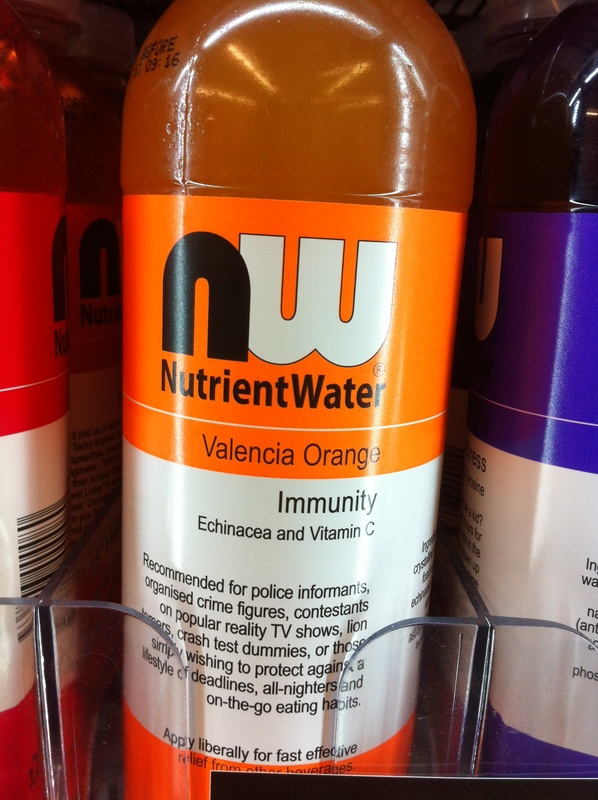 09:16
nw
NutrientWater
Valencia Orange
Immunity
Echinacea and Vitamin C
Recommended for police informants,
organised crime figures, contestants
on popular reality TV shows, lion
tamers, crash test dummies, or those
simply wishing to protect against a
lifestyle of deadlines, all-nighters and
on-the-go eating habits.
Apply liberally for fast effective
relief from other beverages.